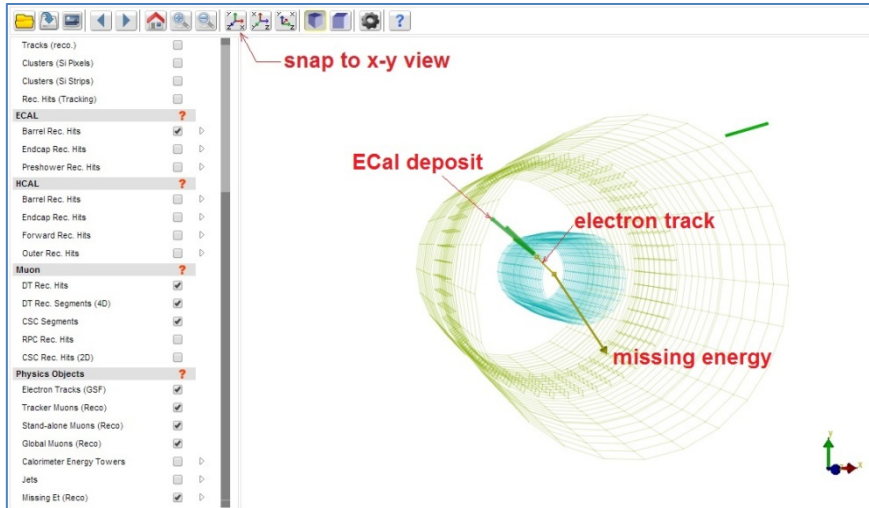 snap to x-y view
Tracks (reco.)
Clusters (Si Pixels)
Clusters (Si Strips)
Rec. Hits (Tracking)
ECAL ?
Barrel Rec. Hits
Endcap Rec. Hits
Preshower Rec. Hits
HCAL ?
Barrel Rec. Hits
Endcap Rec. Hits
Forward Rec. Hits
Outer Rec. Hits
Muon ?
DT Rec. Hits
DT Rec. Segments (4D)
CSC Segments
RPC Rec. Hits
CSC Rec. Hits (2D)
Physics Objects ?
Electron Tracks (GSF)
Tracker Muons (Reco)
Stand-alone Muons (Reco)
Global Muons (Reco)
Calorimeter Energy Towers
Jets
Missing Et (Reco)
ECal deposit
electron track
missing energy
y
x